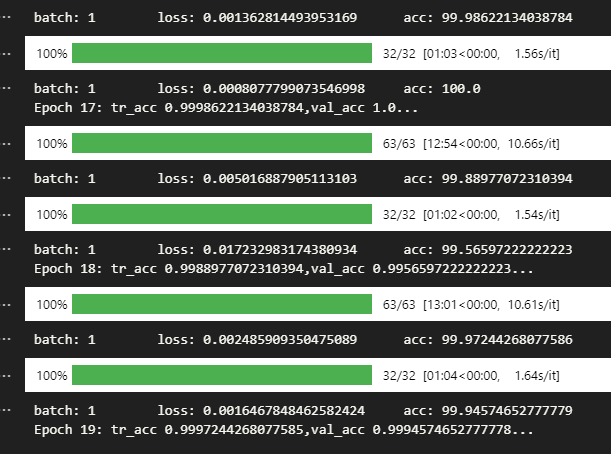 batch: 1 loss: 0.001362814493953169 acc: 99.98622134038784
100% 32/32 [01:03<00:00, 1.56s/it]
batch: 1 loss: 0.0008077799073546998 acc: 100.0
Epoch 17: tr_acc 0.9998622134038784,val_acc 1.0...
100% 63/63 [12:54<00:00, 10.66s/it]
batch: 1 loss: 0.005016887905113103 acc: 99.88977072310394
100% 32/32 [01:02<00:00, 1.54s/it]
batch: 1 loss: 0.017232983174380934 acc: 99.56597222222223
Epoch 18: tr_acc 0.9988977072310394,val_acc 0.9956597222222223...
100% 63/63 [13:01<00:00, 10.61s/it]
batch: 1 loss: 0.002485909350475089 acc: 99.97244268077586
100% 32/32 [01:04<00:00, 1.64s/it]
batch: 1 loss: 0.0016467848462582424 acc: 99.94574652777779
Epoch 19: tr_acc 0.9997244268077585,val_acc 0.9994574652777778...